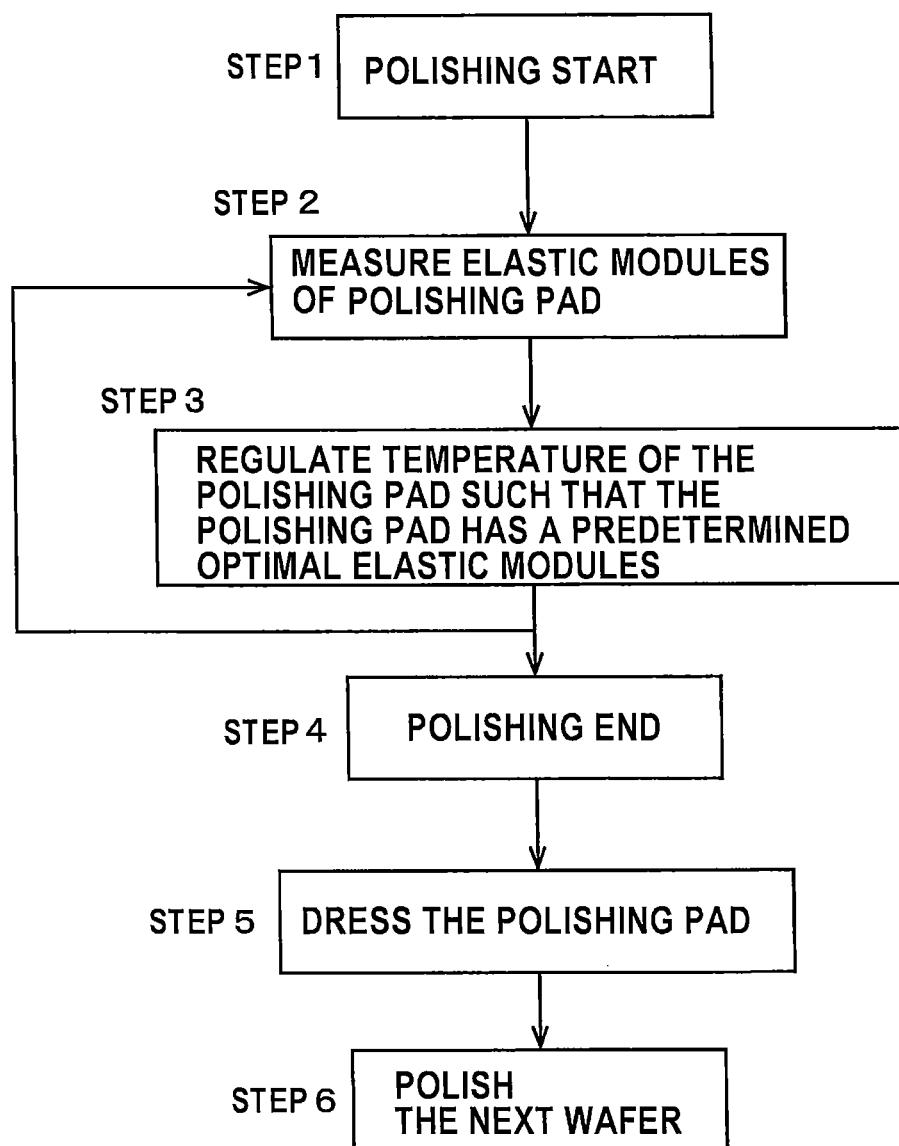 STEP 1
POLISHING START
STEP 2
MEASURE ELASTIC MODULES
OF POLISHING PAD
STEP 3
REGULATE TEMPERATURE OF THE
POLISHING PAD SUCH THAT THE
POLISHING PAD HAS A PREDETERMINED
OPTIMAL ELASTIC MODULES
STEP 4
POLISHING END
STEP 5
DRESS THE POLISHING PAD
STEP 6
POLISH
THE NEXT WAFER